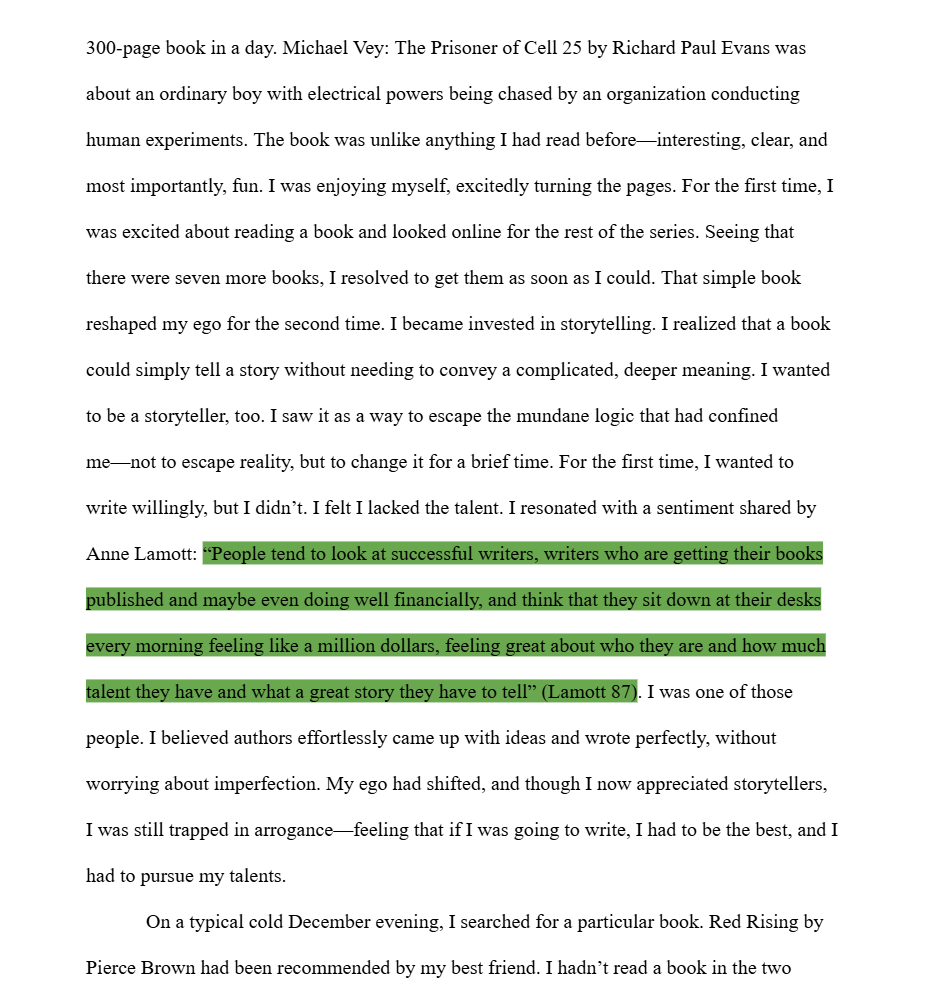 300-page book in a day. Michael Vey: The Prisoner of Cell 25 by Richard Paul Evans was
about an ordinary boy with electrical powers being chased by an organization conducting
human experiments. The book was unlike anything I had read before—interesting, clear, and
most importantly, fun. I was enjoying myself, excitedly turning the pages. For the first time, I
was excited about reading a book and looked online for the rest of the series. Seeing that
there were seven more books, I resolved to get them as soon as I could. That simple book
reshaped my ego for the second time. I became invested in storytelling. I realized that a book
could simply tell a story without needing to convey a complicated, deeper meaning. I wanted
to be a storyteller, too. I saw it as a way to escape the mundane logic that had confined
me—not to escape reality, but to change it for a brief time. For the first time, I wanted to
write willingly, but I didn’t. I felt I lacked the talent. I resonated with a sentiment shared by
Anne Lamott: “People tend to look at successful writers, writers who are getting their books
published and maybe even doing well financially, and think that they sit down at their desks
every morning feeling like a million dollars, feeling great about who they are and how much
talent they have and what a great story they have to tell” (Lamott 87). I was one of those
people. I believed authors effortlessly came up with ideas and wrote perfectly, without
worrying about imperfection. My ego had shifted, and though I now appreciated storytellers,
I was still trapped in arrogance—feeling that if I was going to write, I had to be the best, and I
had to pursue my talents.
On a typical cold December evening, I searched for a particular book. Red Rising by
Pierce Brown had been recommended by my best friend. I hadn’t read a book in the two